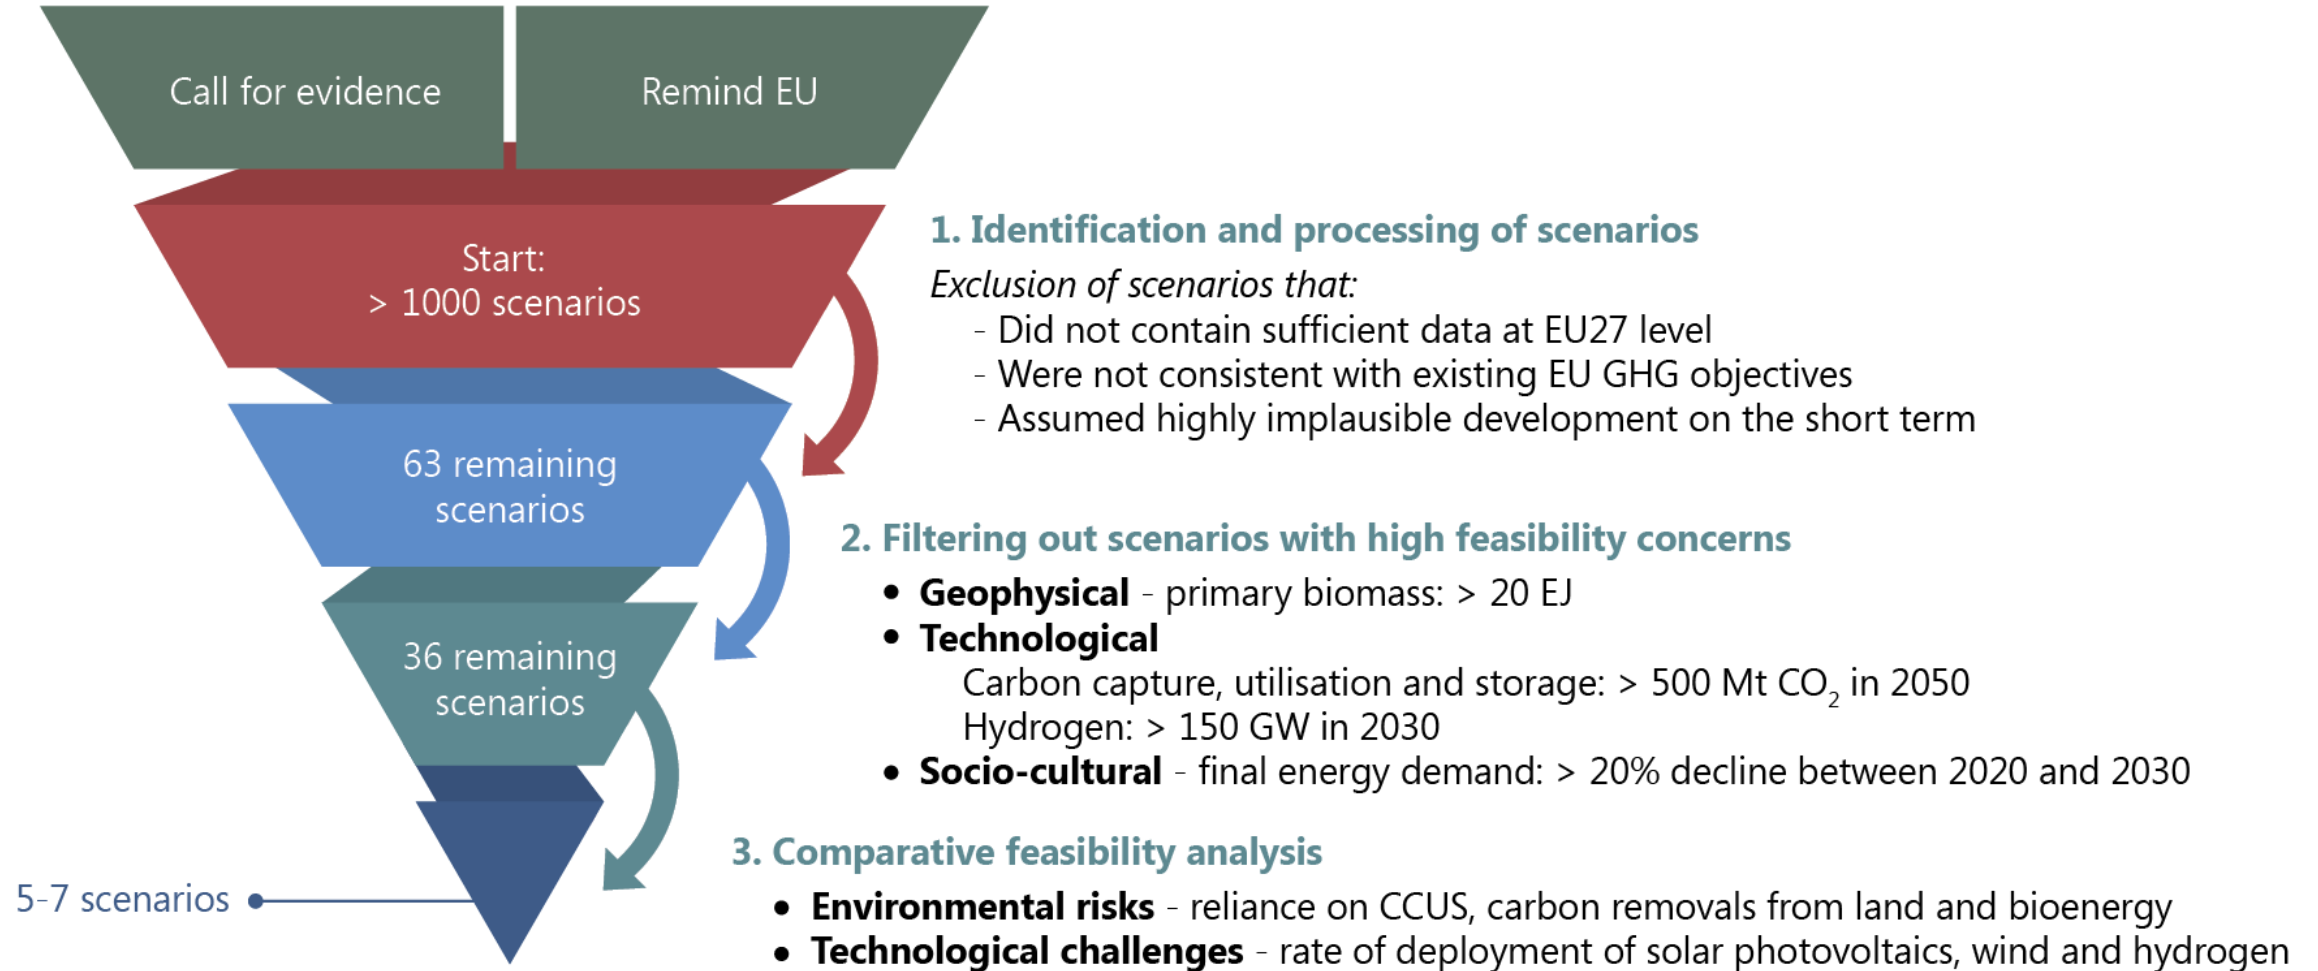 Call for evidence
Remind EU
Start:
> 1000 scenarios
1. Identification and processing of scenarios
Exclusion of scenarios that:
- Did not contain sufficient data at EU27 level
- Were not consistent with existing EU GHG objectives
- Assumed highly implausible development on the short term
63 remaining
scenarios
2. Filtering out scenarios with high feasibility concerns
• Geophysical - primary biomass: > 20 EJ
• Technological
Carbon capture, utilisation and storage: > 500 Mt CO₂ in 2050
Hydrogen: > 150 GW in 2030
• Socio-cultural - final energy demand: > 20% decline between 2020 and 2030
36 remaining
scenarios
3. Comparative feasibility analysis
• Environmental risks - reliance on CCUS, carbon removals from land and bioenergy
• Technological challenges - rate of deployment of solar photovoltaics, wind and hydrogen
5-7 scenarios